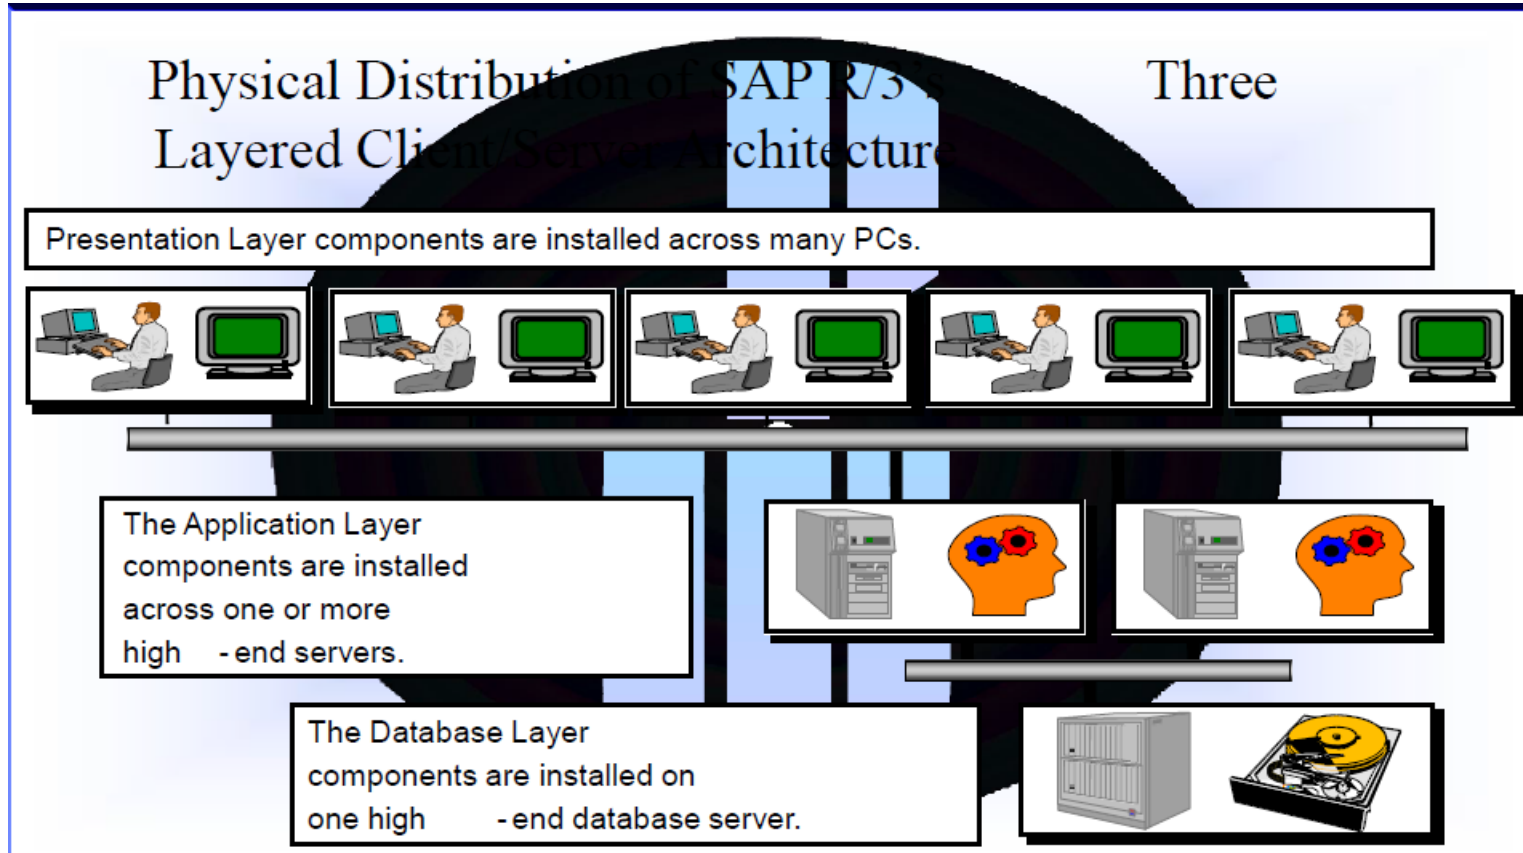 Physical Distribution of SAP R/3's Three
Layered Client/Server Architecture
Presentation Layer components are installed across many PCs.
The Application Layer
components are installed
across one or more
high -end servers.
The Database Layer
components are installed on
one high -end database server.